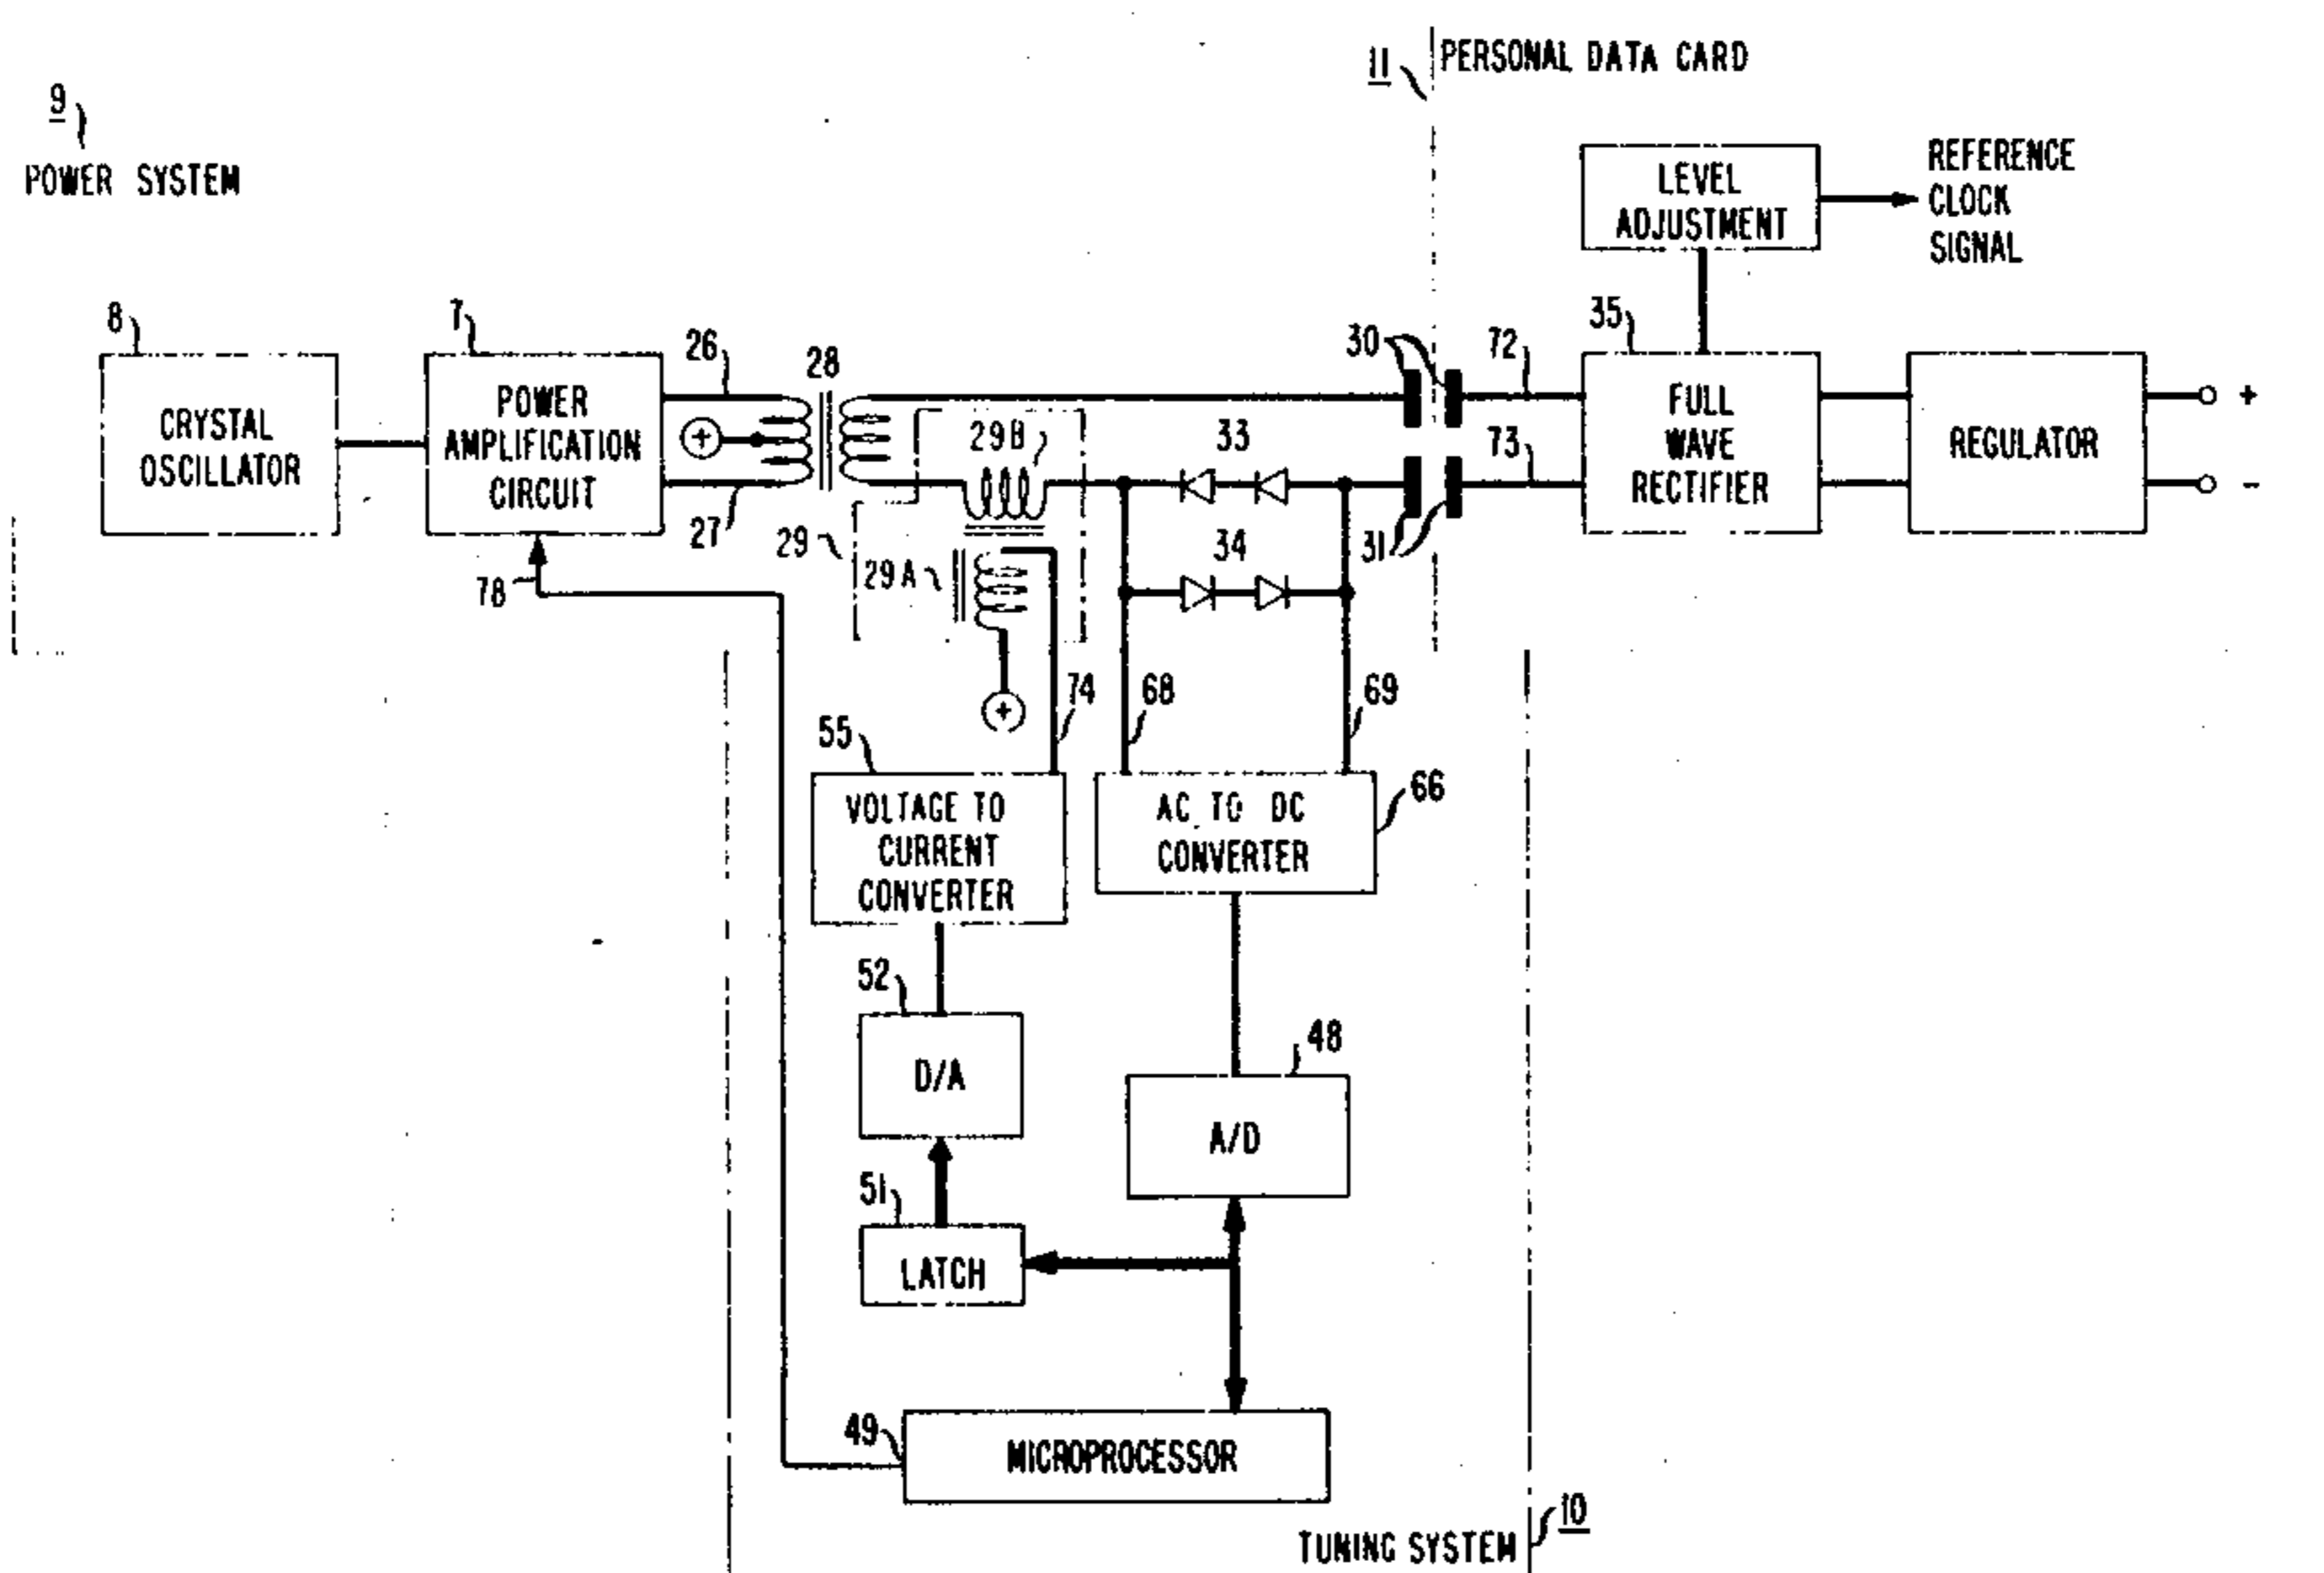 11
PERSONAL DATA CARD
9
POWER SYSTEM
LEVEL
ADJUSTMENT
REFERENCE
CLOCK
SIGNAL
8
7
26
28
30
72
35
CRYSTAL
OSCILLATOR
POWER
AMPLIFICATION
CIRCUIT
+
29B
33
73
FULL
WAVE
RECTIFIER
REGULATOR
+
-
27
29
31
78
29A
34
+
74
68
69
55
VOLTAGE TO
CURRENT
CONVERTER
AC TO DC
CONVERTER
66
52
D/A
48
A/D
51
LATCH
49
MICROPROCESSOR
TUNING SYSTEM
10